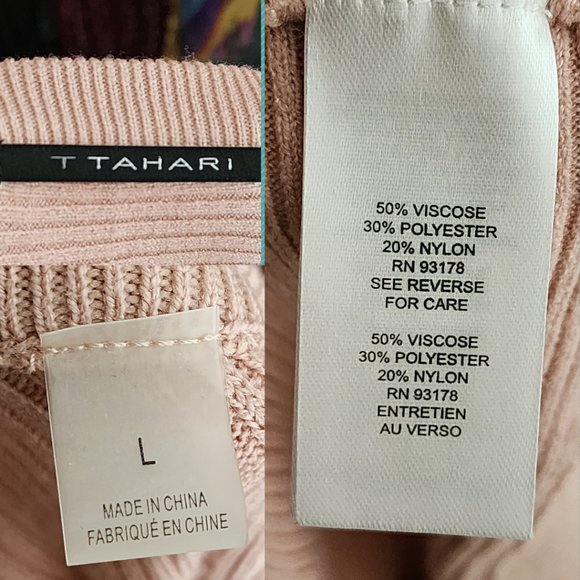 T TAHARI
L
MADE IN CHINA
FABRIQUÉ EN CHINE
50% VISCOSE
30% POLYESTER
20% NYLON
RN 93178
SEE REVERSE
FOR CARE
50% VISCOSE
30% POLYESTER
20% NYLON
RN 93178
ENTRETIEN
AU VERSO